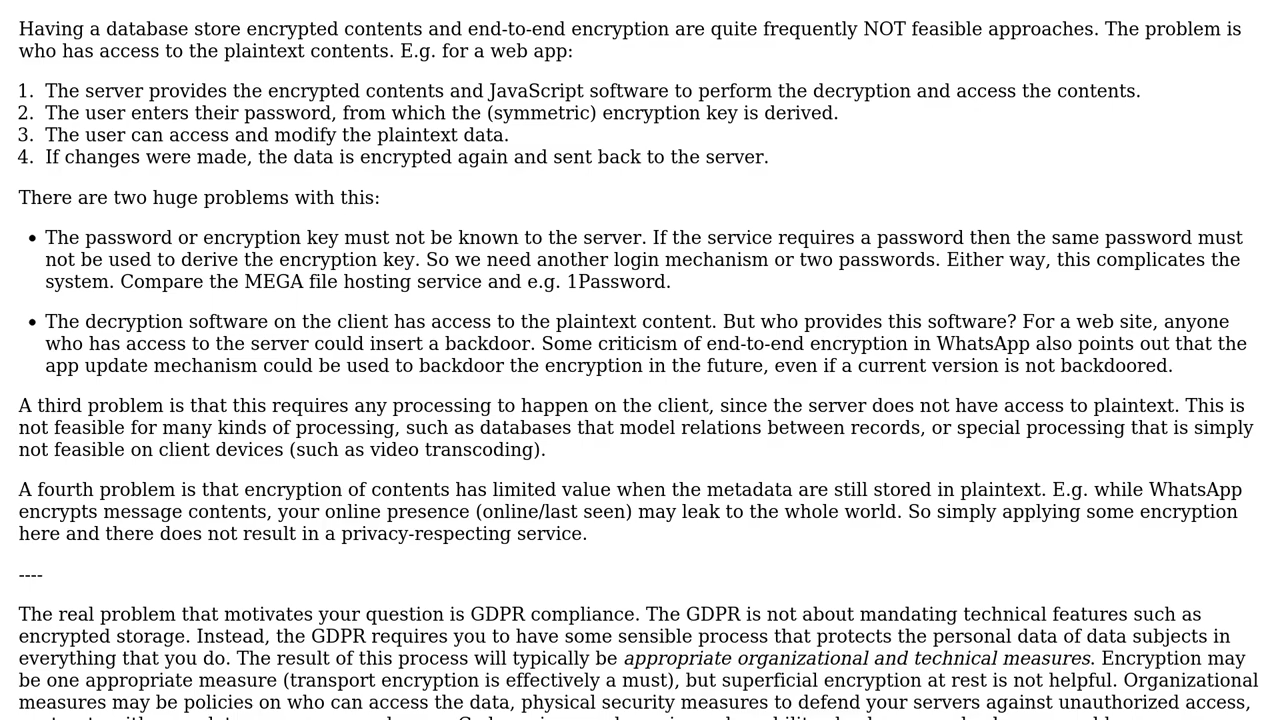 Having a database store encrypted contents and end-to-end encryption are quite frequently NOT feasible approaches. The problem is
who has access to the plaintext contents. E.g. for a web app:
1. The server provides the encrypted contents and JavaScript software to perform the decryption and access the contents.
2. The user enters their password, from which the (symmetric) encryption key is derived.
3. The user can access and modify the plaintext data.
4. If changes were made, the data is encrypted again and sent back to the server.
There are two huge problems with this:
• The password or encryption key must not be known to the server. If the service requires a password then the same password must
not be used to derive the encryption key. So we need another login mechanism or two passwords. Either way, this complicates the
system. Compare the MEGA file hosting service and e.g. 1Password.
• The decryption software on the client has access to the plaintext content. But who provides this software? For a web site, anyone
who has access to the server could insert a backdoor. Some criticism of end-to-end encryption in WhatsApp also points out that the
app update mechanism could be used to backdoor the encryption in the future, even if a current version is not backdoored.
A third problem is that this requires any processing to happen on the client, since the server does not have access to plaintext. This is
not feasible for many kinds of processing, such as databases that model relations between records, or special processing that is simply
not feasible on client devices (such as video transcoding).
A fourth problem is that encryption of contents has limited value when the metadata are still stored in plaintext. E.g. while WhatsApp
encrypts message contents, your online presence (online/last seen) may leak to the whole world. So simply applying some encryption
here and there does not result in a privacy-respecting service.
----
The real problem that motivates your question is GDPR compliance. The GDPR is not about mandating technical features such as
encrypted storage. Instead, the GDPR requires you to have some sensible process that protects the personal data of data subjects in
everything that you do. The result of this process will typically be appropriate organizational and technical measures. Encryption may
be one appropriate measure (transport encryption is effectively a must), but superficial encryption at rest is not helpful. Organizational
measures may be policies on who can access the data, physical security measures to defend your servers against unauthorized access,